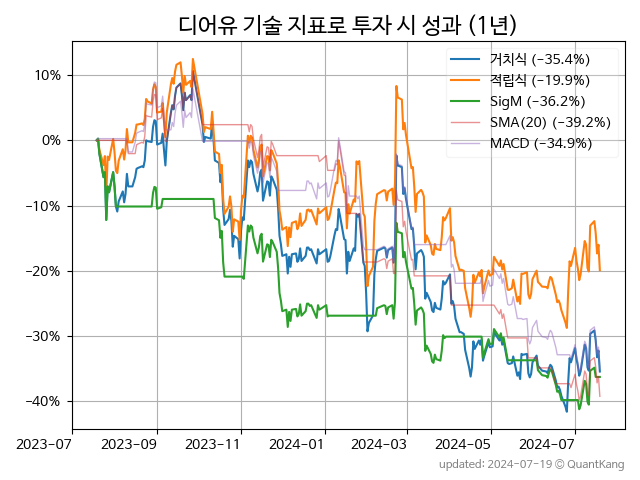 디어유 기술 지표로 투자 시 성과 (1년)
거치식 (−35.4%)
적립식 (−19.9%)
SigM (−36.2%)
SMA(20) (−39.2%)
MACD (−34.9%)
10%
0%
−10%
−20%
−30%
−40%
2023-07 2023-09 2023-11 2024-01 2024-03 2024-05 2024-07
updated: 2024-07-19 ⓒ QuantKang